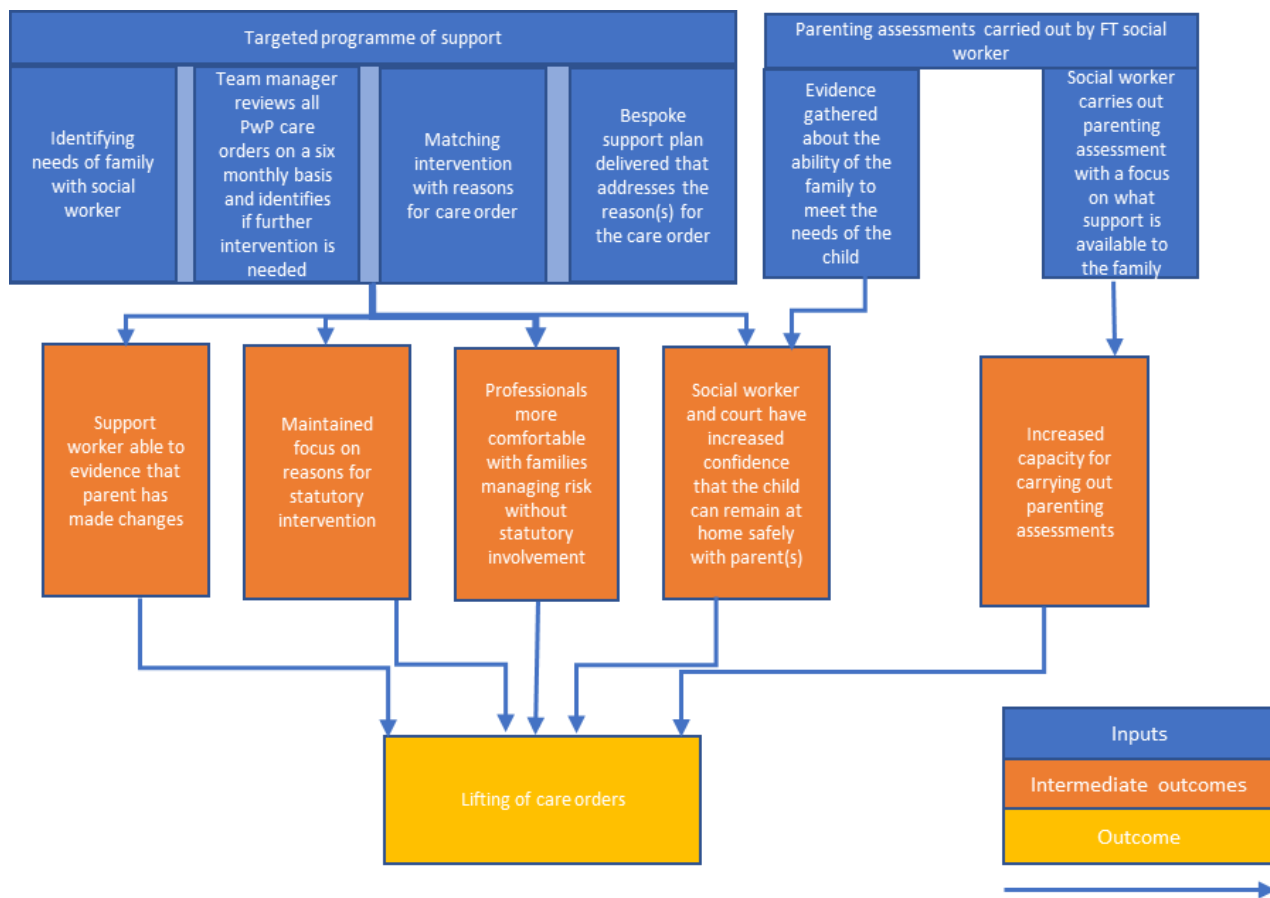 Targeted programme of support
Parenting assessments carried out by FT social
worker
Identifying
needs of family
with social
worker
Team manager
reviews all
PwP care
orders on a six
monthly basis
and identifies
if further
intervention is
needed
Matching
intervention
with reasons
for care order
Bespoke
support plan
delivered that
addresses the
reason(s) for
the care order
Evidence
gathered
about the
ability of the
family to
meet the
needs of the
child
Social worker
carries out
parenting
assessment
with a focus
on what
support is
available to
the family
Support
worker able to
evidence that
parent has
made changes
Maintained
focus on
reasons for
statutory
intervention
Professionals
more
comfortable
with families
managing risk
without
statutory
involvement
Social worker
and court have
increased
confidence
that the child
can remain at
home safely
with parent(s)
Increased
capacity for
carrying out
parenting
assessments
Lifting of care orders
Inputs
Intermediate outcomes
Outcome